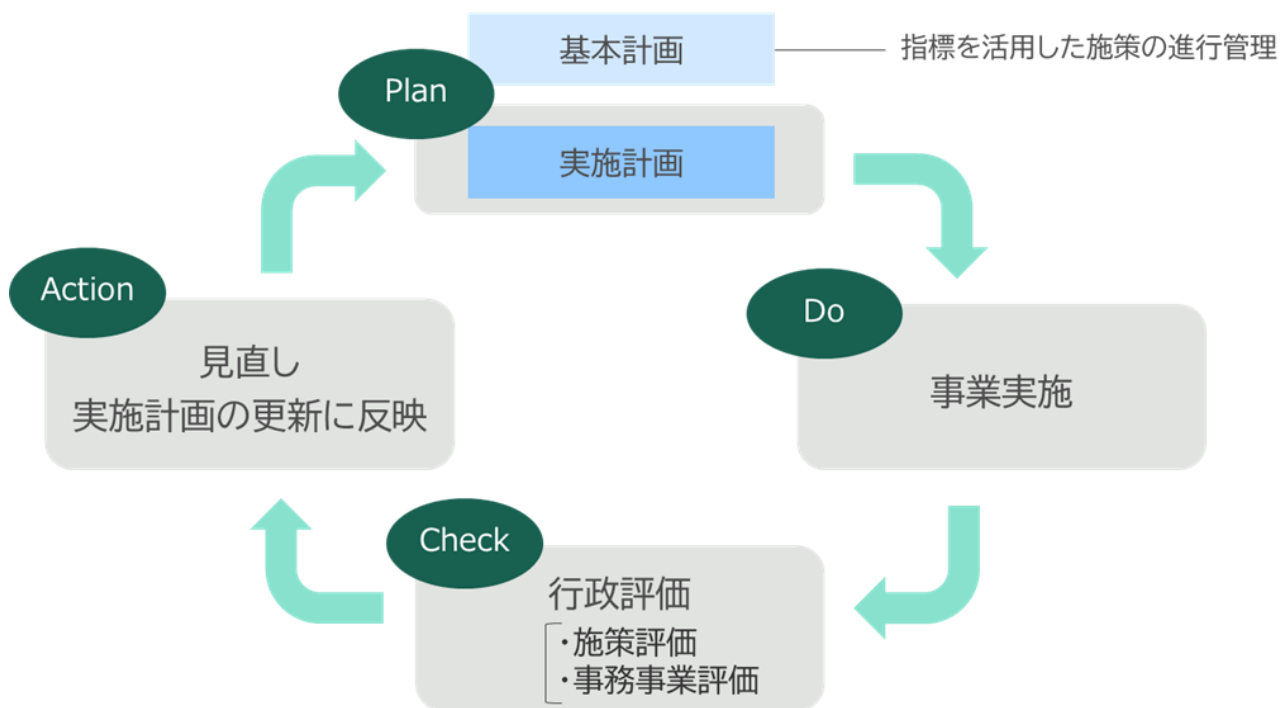 基本計画
指標を活用した施策の進行管理
Plan
実施計画
Do
事業実施
Check
行政評価
・施策評価
・事務事業評価
Action
見直し
実施計画の更新に反映